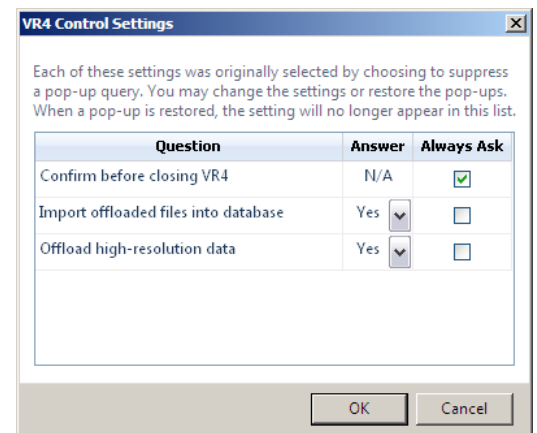 VR4 Control Settings
Each of these settings was originally selected by choosing to suppress
a pop-up query. You may change the settings or restore the pop-ups.
When a pop-up is restored, the setting will no longer appear in this list.
Question Answer Always Ask
Confirm before closing VR4 N/A
Import offloaded files into database Yes
Offload high-resolution data Yes
OK Cancel